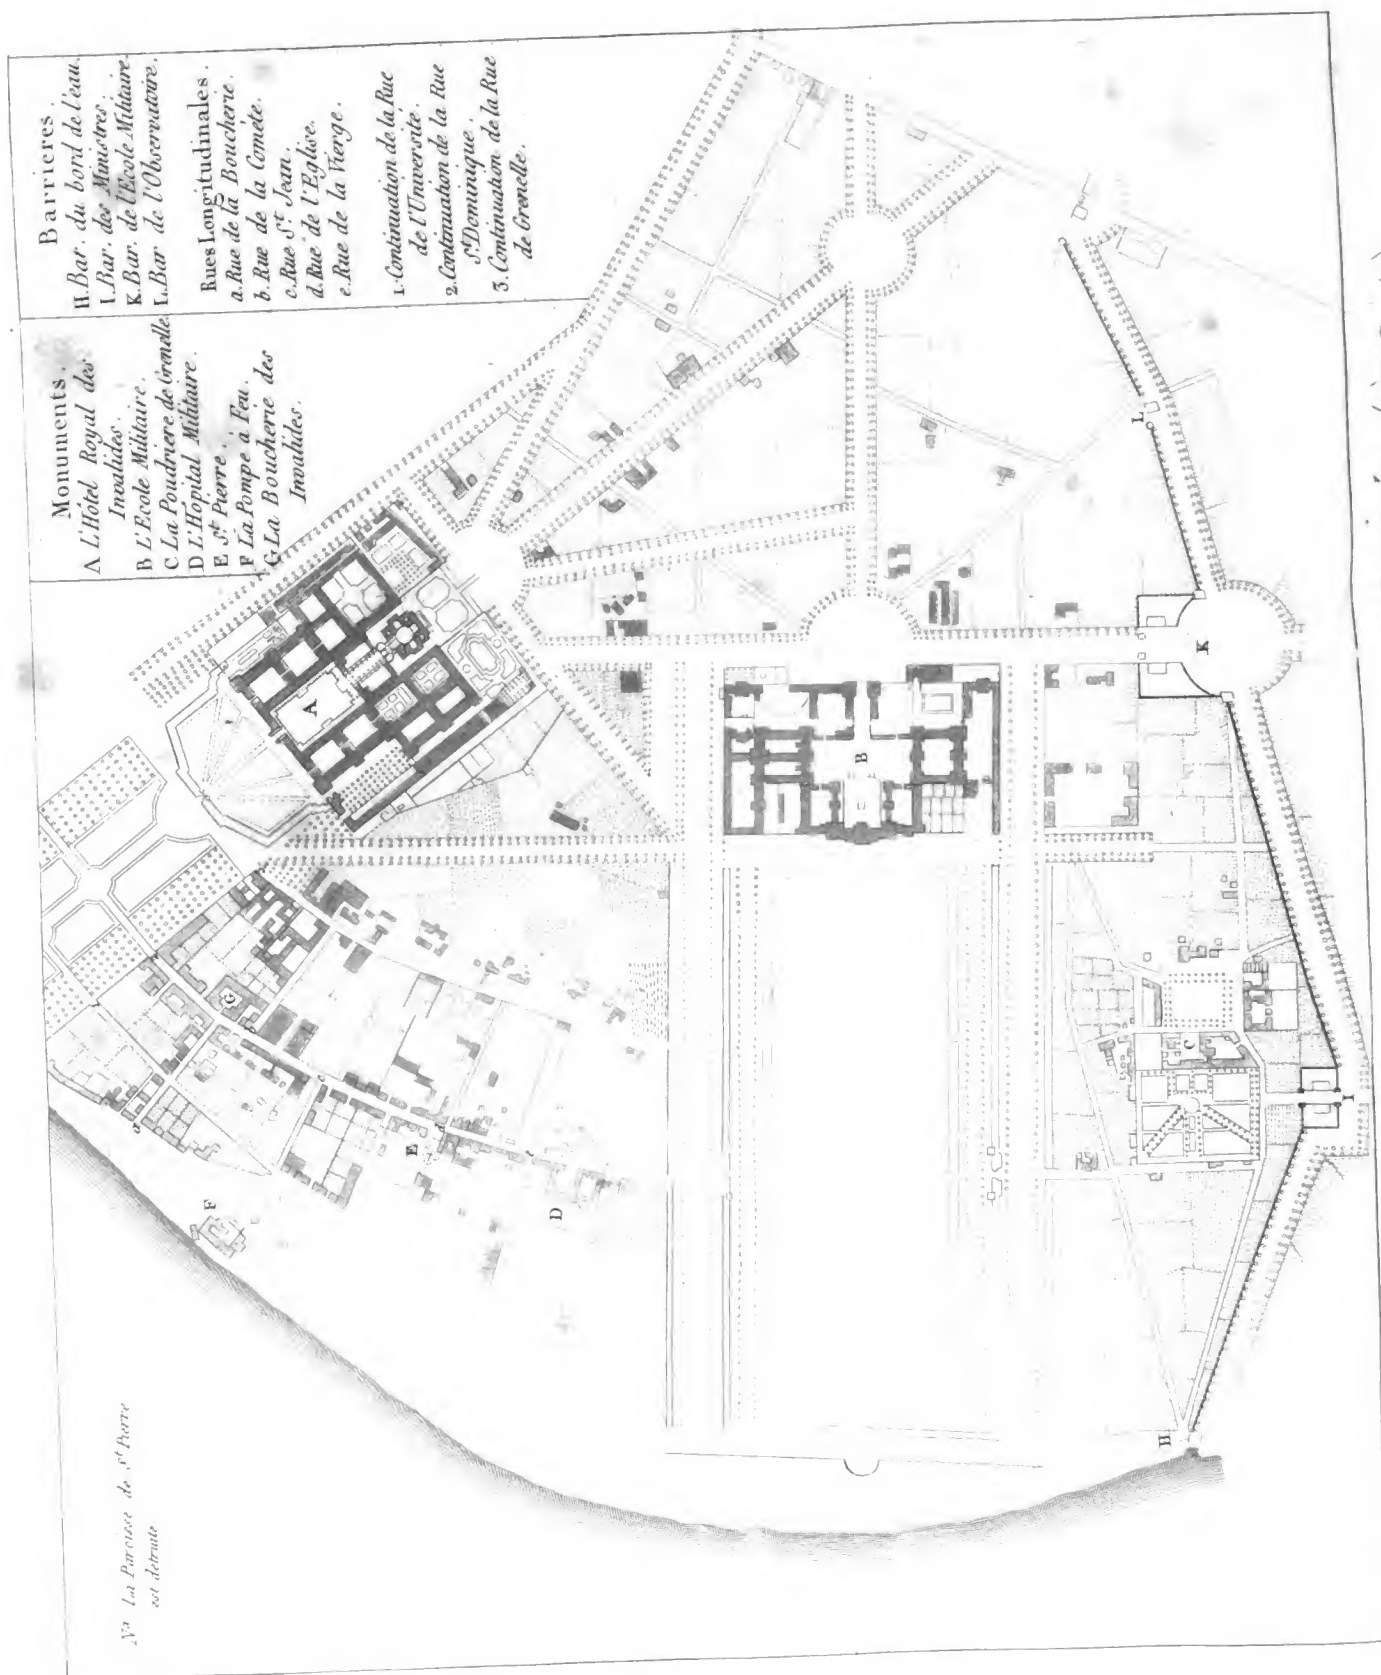 Monuments.
A L'Hôtel Royal des
Invalides.
B L'Ecole Militaire.
C La Poudriere de Grenelle.
D L'Hopital Militaire
E St. Pierre.
F La Pompe a Feu.
G La Boucherie des
Invalides.
Barrieres.
H. Bar. du bord de l'eau.
I. Bar. des Ministres.
K. Bar. de l'Ecole Militaire.
L. Bar de l'Observatoire.
Rues Longitudinales.
a. Rue de la Boucherie.
b. Rue de la Comète.
c. Rue St. Jean.
d. Rue de l'Eglise.
e. Rue de la Vierge.
1. Continuation de la Rue
de l'Université.
2. Continuation de la Rue
St. Dominique.
3. Continuation de la Rue
de Grenelle.
Na La Paroisse de St Pierre
est detruite.
A
B
C
D
E
F
G
H
I
K
L
a